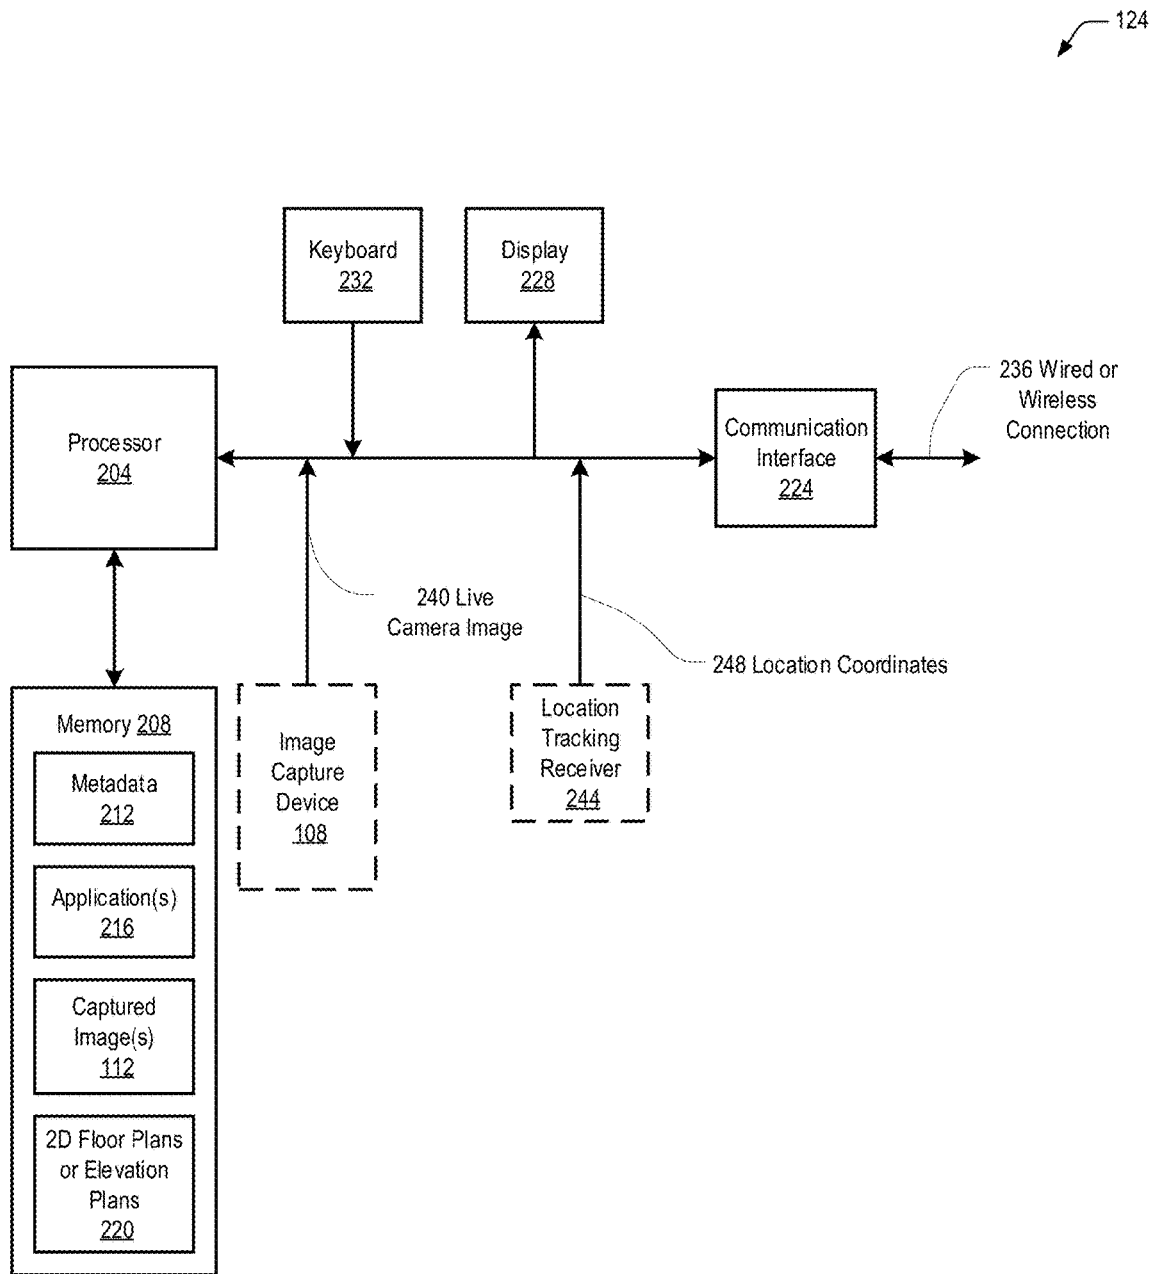 124
Keyboard
232
Display
228
236 Wired or
Wireless
Connection
Processor
204
Communication
Interface
224
240 Live
Camera Image
248 Location Coordinates
Memory 208
Metadata
212
Application(s)
216
Captured
Image(s)
112
2D Floor Plans
or Elevation
Plans
220
Image
Capture
Device
108
Location
Tracking
Receiver
244